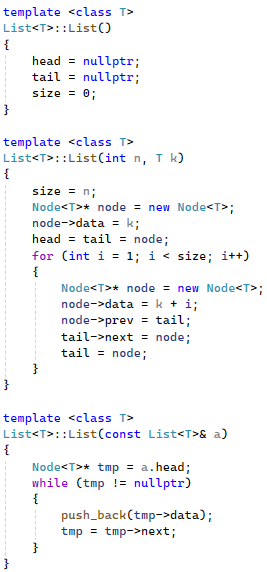 template <class T>
List<T>::List()
{
    head = nullptr;
    tail = nullptr;
    size = 0;
}
template <class T>
List<T>::List(int n, T k)
{
    size = n;
    Node<T>* node = new Node<T>;
    node->data = k;
    head = tail = node;
    for (int i = 1; i < size; i++)
    {
        Node<T>* node = new Node<T>;
        node->data = k + i;
        node->prev = tail;
        tail->next = node;
        tail = node;
    }
}
template <class T>
List<T>::List(const List<T>& a)
{
    Node<T>* tmp = a.head;
    while (tmp != nullptr)
    {
        push_back(tmp->data);
        tmp = tmp->next;
    }
}